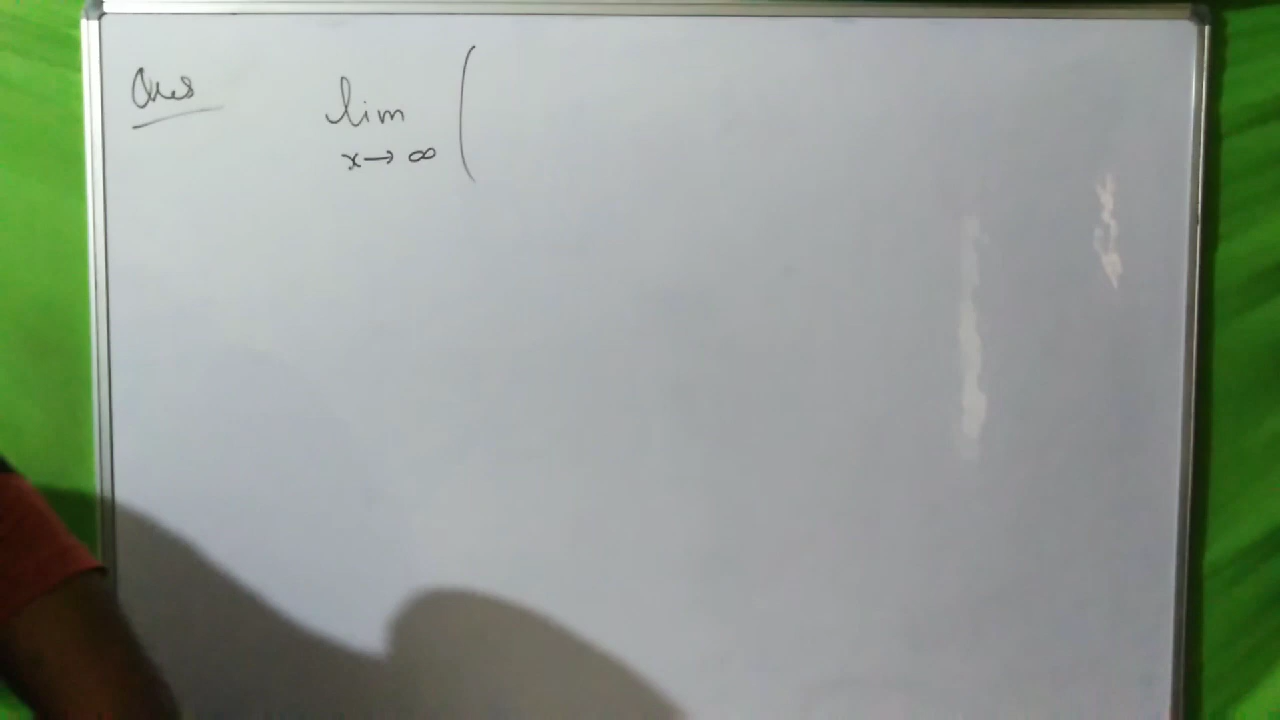 Ques lim (
x → ∞